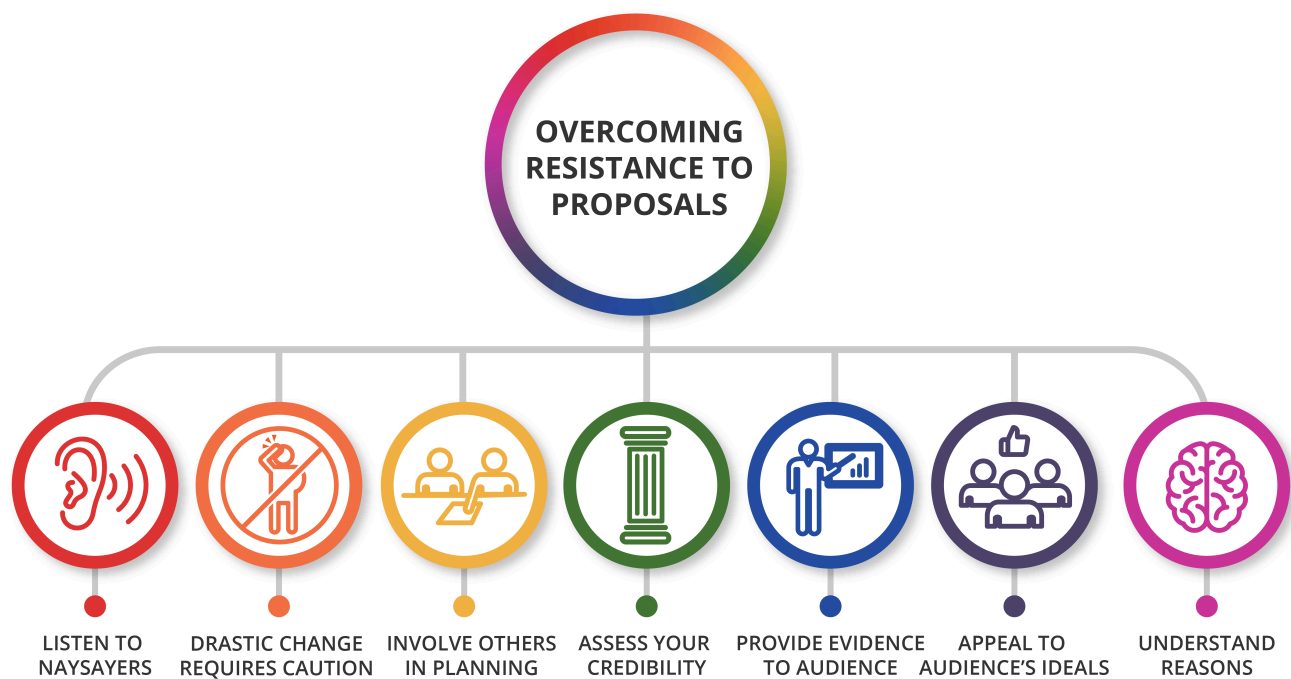 OVERCOMING
RESISTANCE TO
PROPOSALS
LISTEN TO
NAYSAYERS
DRASTIC CHANGE
REQUIRES CAUTION
INVOLVE OTHERS
IN PLANNING
ASSESS YOUR
CREDIBILITY
PROVIDE EVIDENCE
TO AUDIENCE
APPEAL TO
AUDIENCE’S IDEALS
UNDERSTAND
REASONS